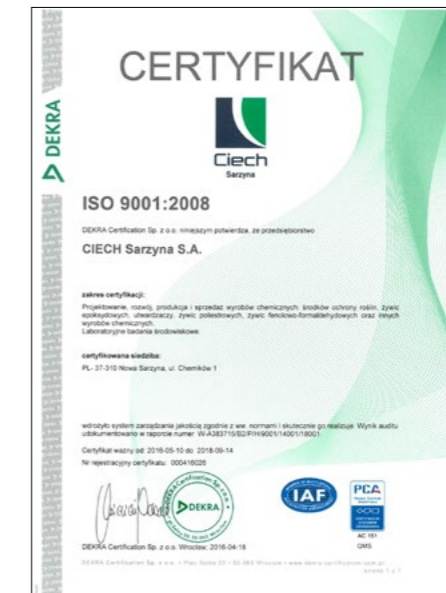 CERTYFIKAT
DEKRA
Ciech
Sarzyna
ISO 9001:2008
DEKRA Certification Sp. z o.o. niniejszym potwierdza, że przedsiębiorstwo
CIECH Sarzyna S.A.
zakres certyfikacji:
Projektowanie, rozwój, produkcja i sprzedaż wyrobów chemicznych, środków ochrony roślin, żywic
epoksydowych, utwardzaczy, żywic poliestrowych, żywic fenolowo-formaldehydowych oraz innych
wyrobów chemicznych.
Laboratoryjne badania środowiskowe.
certyfikowana siedziba:
PL- 37-310 Nowa Sarzyna, ul. Chemików 1
wdrożyło system zarządzania jakością zgodnie z ww. normami i skutecznie go realizuje. Wynik auditu
udokumentowano w raporcie numer W-A383715/B2/P/H/9001/14001/18001
Certyfikat ważny od: 2016-05-10 do: 2018-09-14
Nr rejestracyjny certyfikatu: 000416026
DEKRA
IAF
PCA
AC 151
QMS
DEKRA Certification Sp. z o.o. Wrocław; 2016-04-18